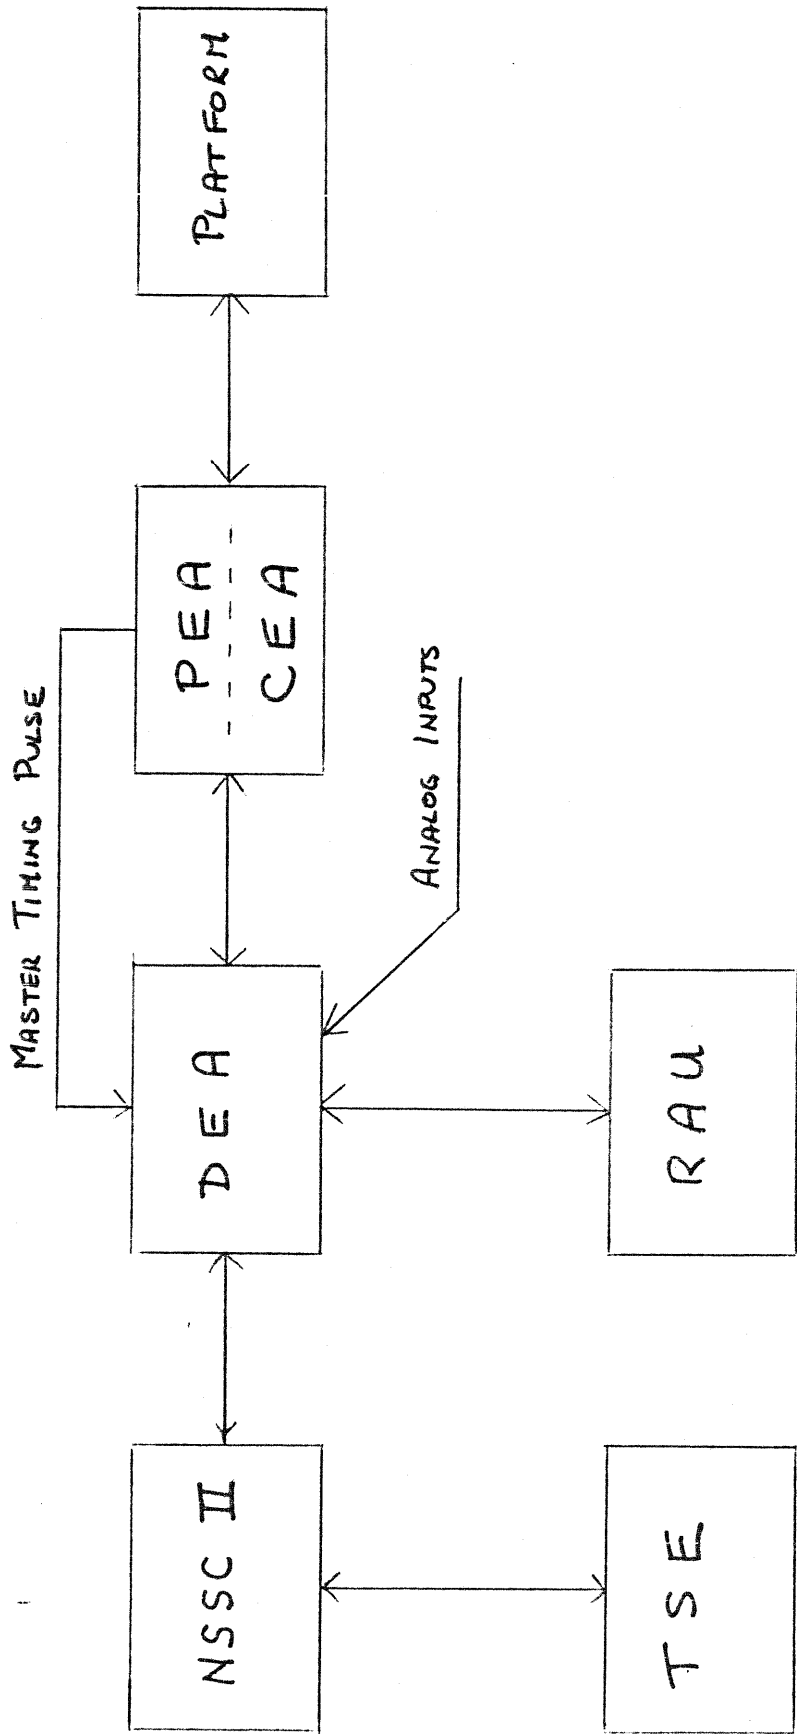 MASTER TIMING PULSE
NSSC II
DEA
PEA
CEA
PLATFORM
ANALOG INPUTS
TSE
RAU